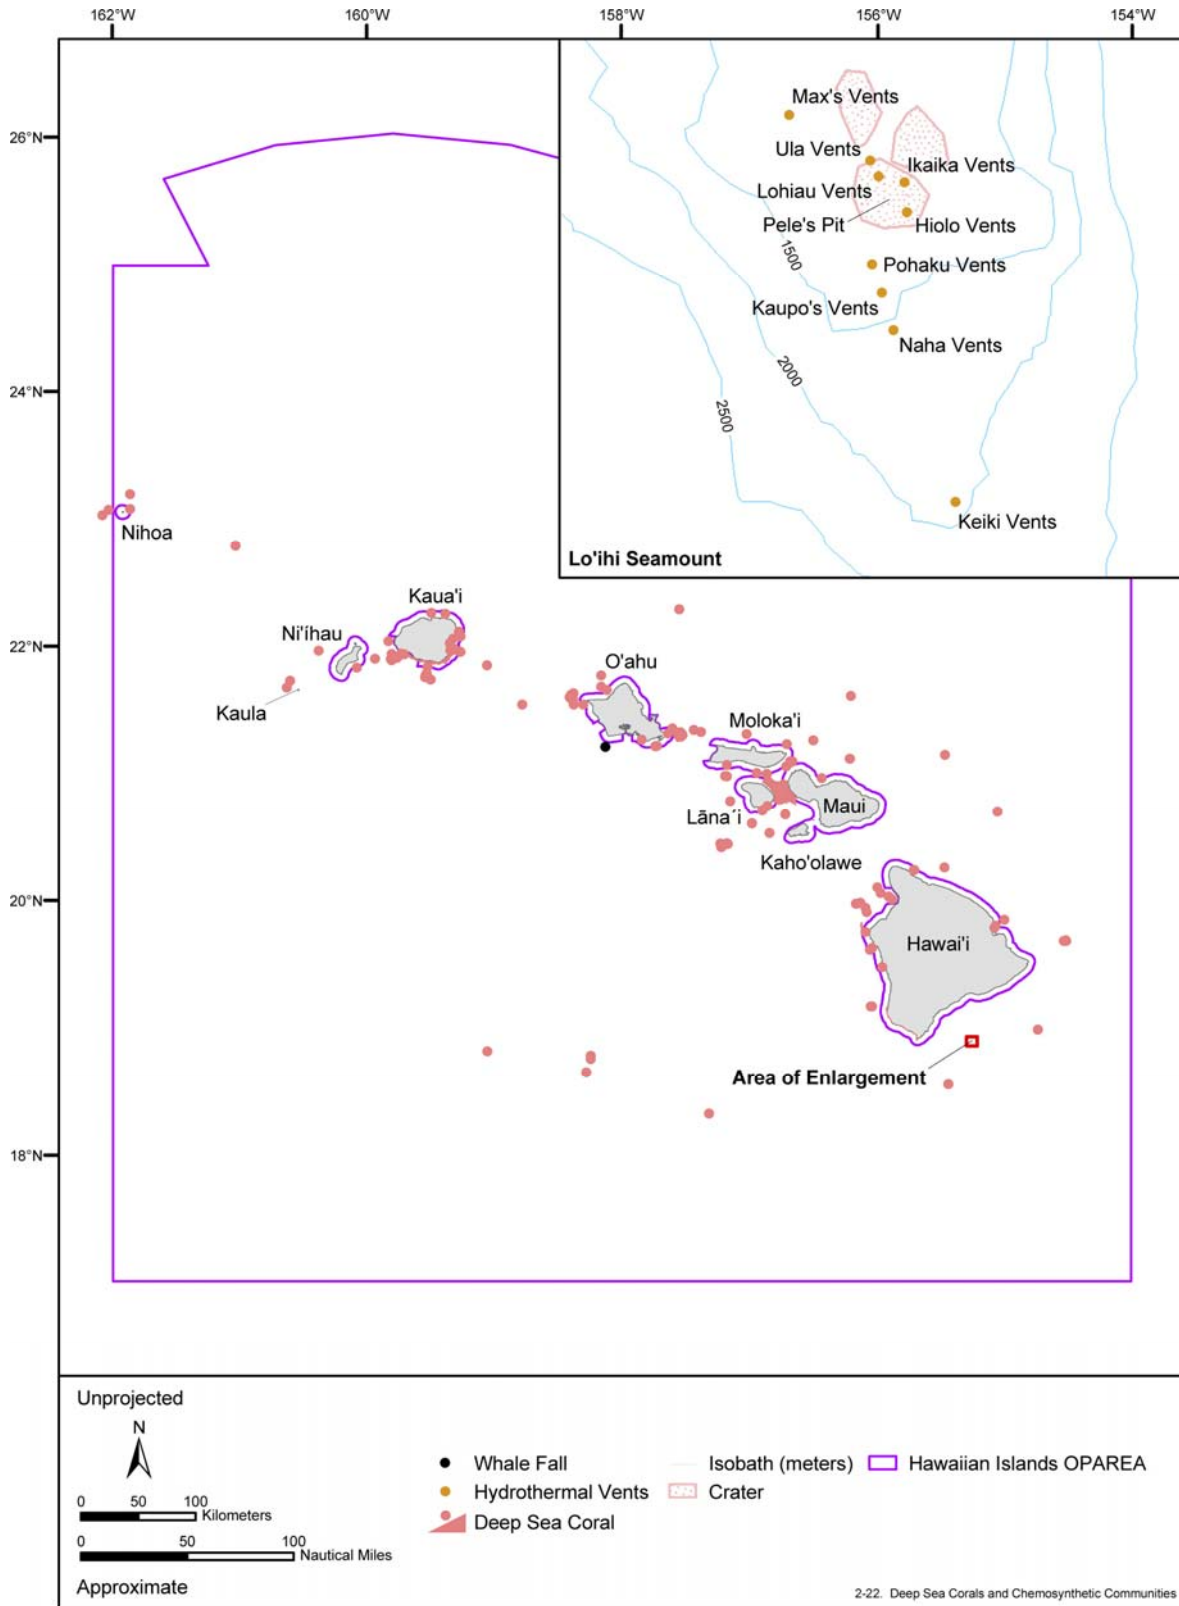 162°W 160°W 158°W 156°W 154°W
26°N
24°N
22°N
20°N
18°N
Max's Vents
Ula Vents
Ikaika Vents
Lohiau Vents
Pele's Pit
Hiolo Vents
1500
Pohaku Vents
Kaupo's Vents
Naha Vents
2000
2500
Keiki Vents
Lo'ihi Seamount
Nihoa
Kaua'i
Ni'íhau
Kaula
O'ahu
Moloka'i
Maui
Lāna´i
Kaho'olawe
Hawai'i
Area of Enlargement
Unprojected
N
0 50 100
Kilometers
0 50 100
Nautical Miles
Approximate
Whale Fall
Hydrothermal Vents
Deep Sea Coral
Isobath (meters)
Crater
Hawaiian Islands OPAREA
2-22. Deep Sea Corals and Chemosynthetic Communities